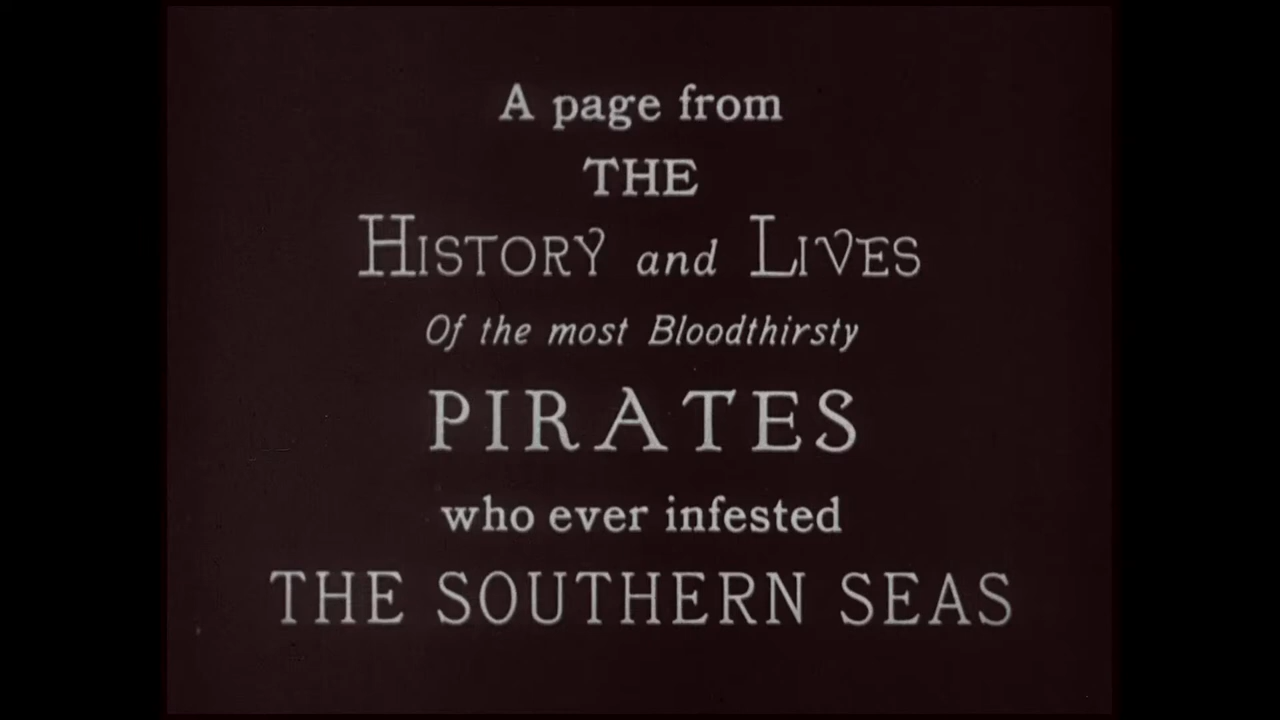 A page from
THE
HISTORY and LIVES
Of the most Bloodthirsty
PIRATES
who ever infested
THE SOUTHERN SEAS